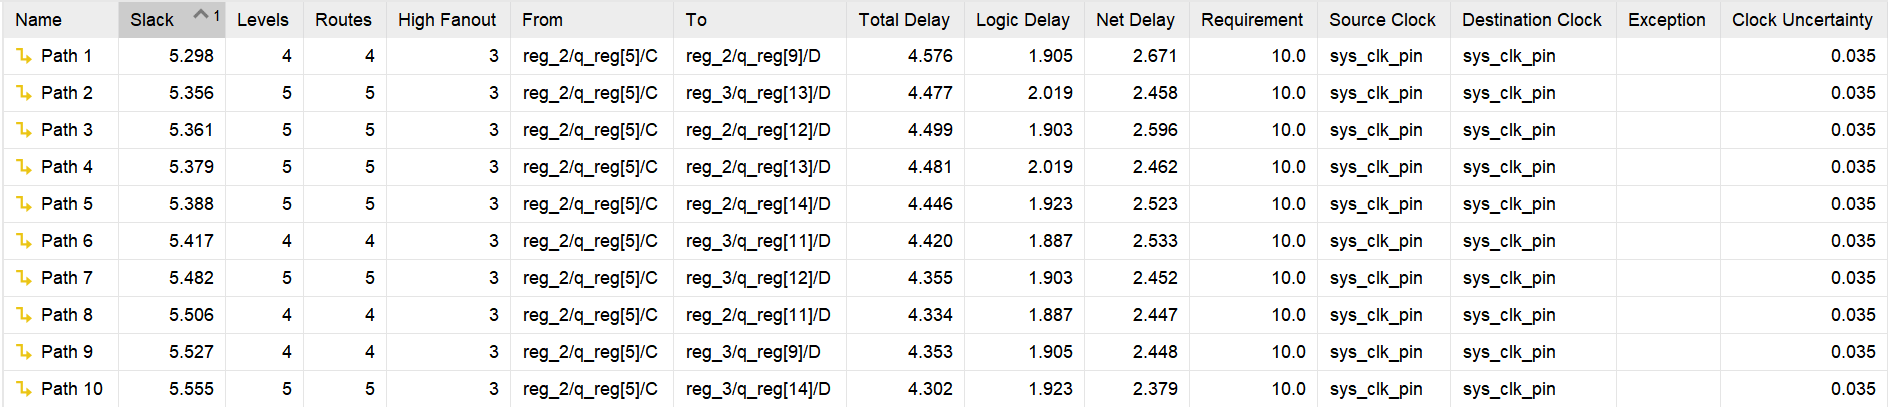 Name Slack 1 Levels Routes High Fanout From To Total Delay Logic Delay Net Delay Requirement Source Clock Destination Clock Exception Clock Uncertainty
Path 1 5.298 4 4 3 reg_2/q_reg[5]/C reg_2/q_reg[9]/D 4.576 1.905 2.671 10.0 sys_clk_pin sys_clk_pin 0.035
Path 2 5.356 5 5 3 reg_2/q_reg[5]/C reg_3/q_reg[13]/D 4.477 2.019 2.458 10.0 sys_clk_pin sys_clk_pin 0.035
Path 3 5.361 5 5 3 reg_2/q_reg[5]/C reg_2/q_reg[12]/D 4.499 1.903 2.596 10.0 sys_clk_pin sys_clk_pin 0.035
Path 4 5.379 5 5 3 reg_2/q_reg[5]/C reg_2/q_reg[13]/D 4.481 2.019 2.462 10.0 sys_clk_pin sys_clk_pin 0.035
Path 5 5.388 5 5 3 reg_2/q_reg[5]/C reg_2/q_reg[14]/D 4.446 1.923 2.523 10.0 sys_clk_pin sys_clk_pin 0.035
Path 6 5.417 4 4 3 reg_2/q_reg[5]/C reg_3/q_reg[11]/D 4.420 1.887 2.533 10.0 sys_clk_pin sys_clk_pin 0.035
Path 7 5.482 5 5 3 reg_2/q_reg[5]/C reg_3/q_reg[12]/D 4.355 1.903 2.452 10.0 sys_clk_pin sys_clk_pin 0.035
Path 8 5.506 4 4 3 reg_2/q_reg[5]/C reg_2/q_reg[11]/D 4.334 1.887 2.447 10.0 sys_clk_pin sys_clk_pin 0.035
Path 9 5.527 4 4 3 reg_2/q_reg[5]/C reg_3/q_reg[9]/D 4.353 1.905 2.448 10.0 sys_clk_pin sys_clk_pin 0.035
Path 10 5.555 5 5 3 reg_2/q_reg[5]/C reg_3/q_reg[14]/D 4.302 1.923 2.379 10.0 sys_clk_pin sys_clk_pin 0.035